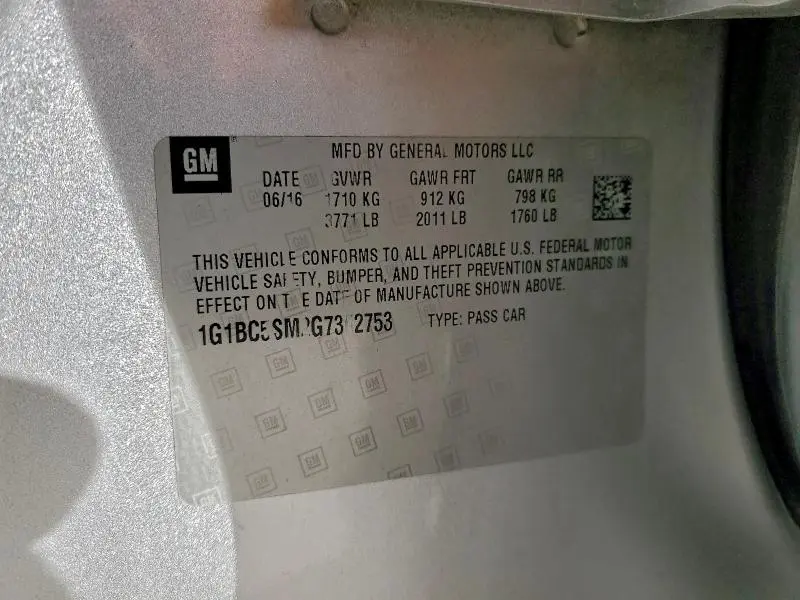 GM
MFD BY GENERAL MOTORS LLC
DATE GVWR GAWR FRT GAWR RR
06/16 1710 KG 912 KG 798 KG
3771 LB 2011 LB 1760 LB
THIS VEHICLE CONFORMS TO ALL APPLICABLE U.S. FEDERAL MOTOR
VEHICLE SAFETY, BUMPER, AND THEFT PREVENTION STANDARDS IN
EFFECT ON THE DATE OF MANUFACTURE SHOWN ABOVE.
TYPE: PASS CAR